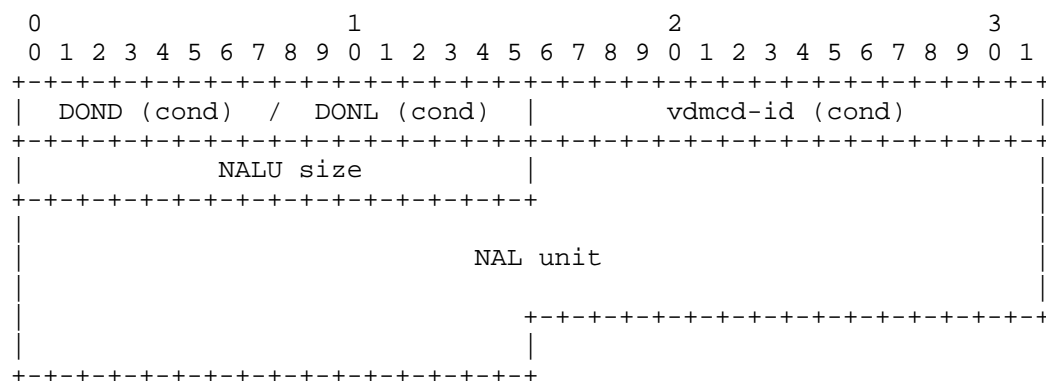 0                   1                   2                   3
0 1 2 3 4 5 6 7 8 9 0 1 2 3 4 5 6 7 8 9 0 1 2 3 4 5 6 7 8 9 0 1
+-+-+-+-+-+-+-+-+-+-+-+-+-+-+-+-+-+-+-+-+-+-+-+-+-+-+-+-+-+-+-+-+
|  DOND (cond)  /  DONL (cond)  |        vdmcd-id (cond)        |
+-+-+-+-+-+-+-+-+-+-+-+-+-+-+-+-+-+-+-+-+-+-+-+-+-+-+-+-+-+-+-+-+
|           NALU size           |                               |
+-+-+-+-+-+-+-+-+-+-+-+-+-+-+-+-+                               |
|                                                               |
|                            NAL unit                           |
|                                                               |
|                               +-+-+-+-+-+-+-+-+-+-+-+-+-+-+-+-+
|                               |
+-+-+-+-+-+-+-+-+-+-+-+-+-+-+-+-+